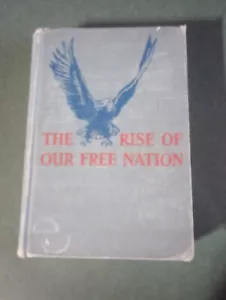 THE RISE OF
OUR FREE NATION